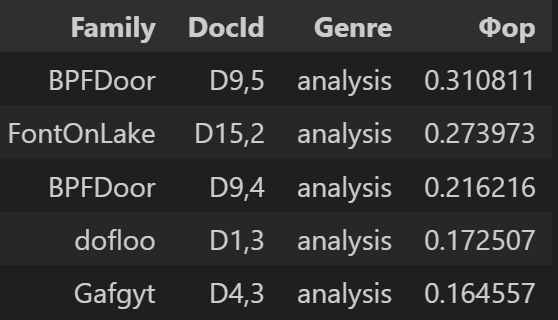 Family DocId Genre Фор
BPFDoor D9,5 analysis 0.310811
FontOnLake D15,2 analysis 0.273973
BPFDoor D9,4 analysis 0.216216
dofloo D1,3 analysis 0.172507
Gafgyt D4,3 analysis 0.164557